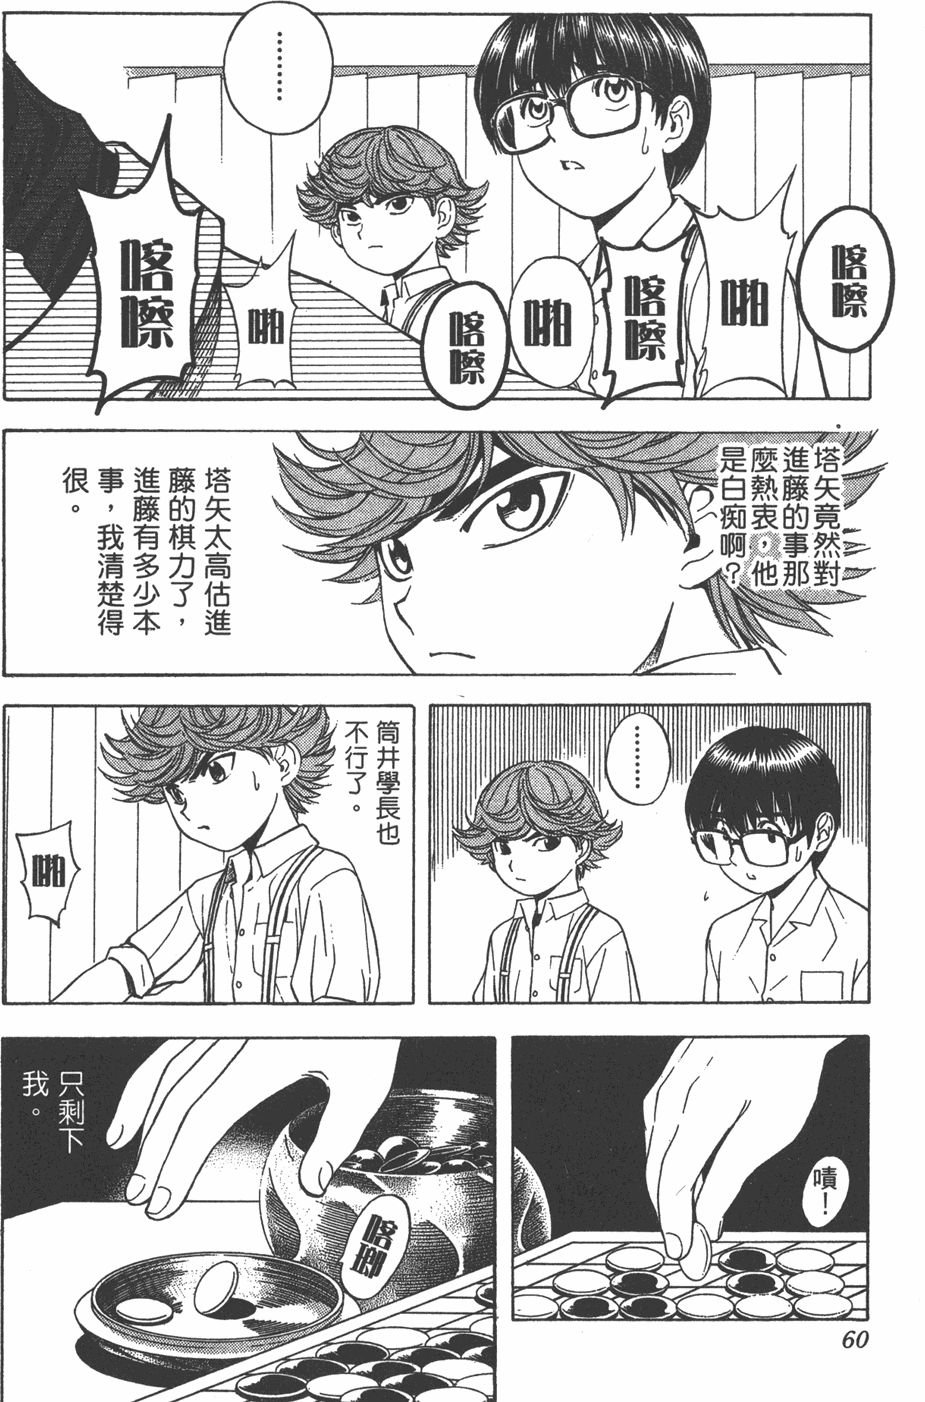 喀嚓
啪
喀嚓
啪
喀嚓
啪
喀嚓
………
塔矢竟然對
進藤的事那
麼熱衷，他
是白痴啊？
塔矢太高估進
藤的棋力了，
進藤有多少本
事，我清楚得
很。
………
筒井學長也
不行了。
啪
嘖！
喀瑯
只剩下
我。
60